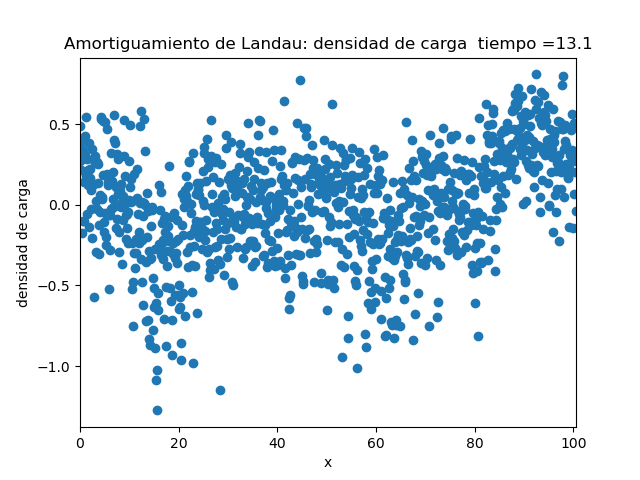 Amortiguamiento de Landau: densidad de carga  tiempo =13.1
densidad de carga
0.5
0.0
−0.5
−1.0
0 20 40 60 80 100
x